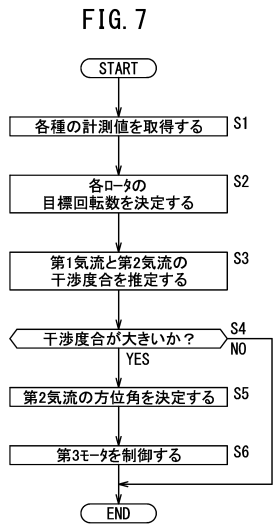 FIG. 7
START
各種の計測値を取得する S1
各ロータの S2
目標回転数を決定する
第1気流と第2気流の S3
干渉度合を推定する
干渉度合が大きいか？ S4
YES NO
第2気流の方位角を決定する S5
第3モータを制御する S6
END